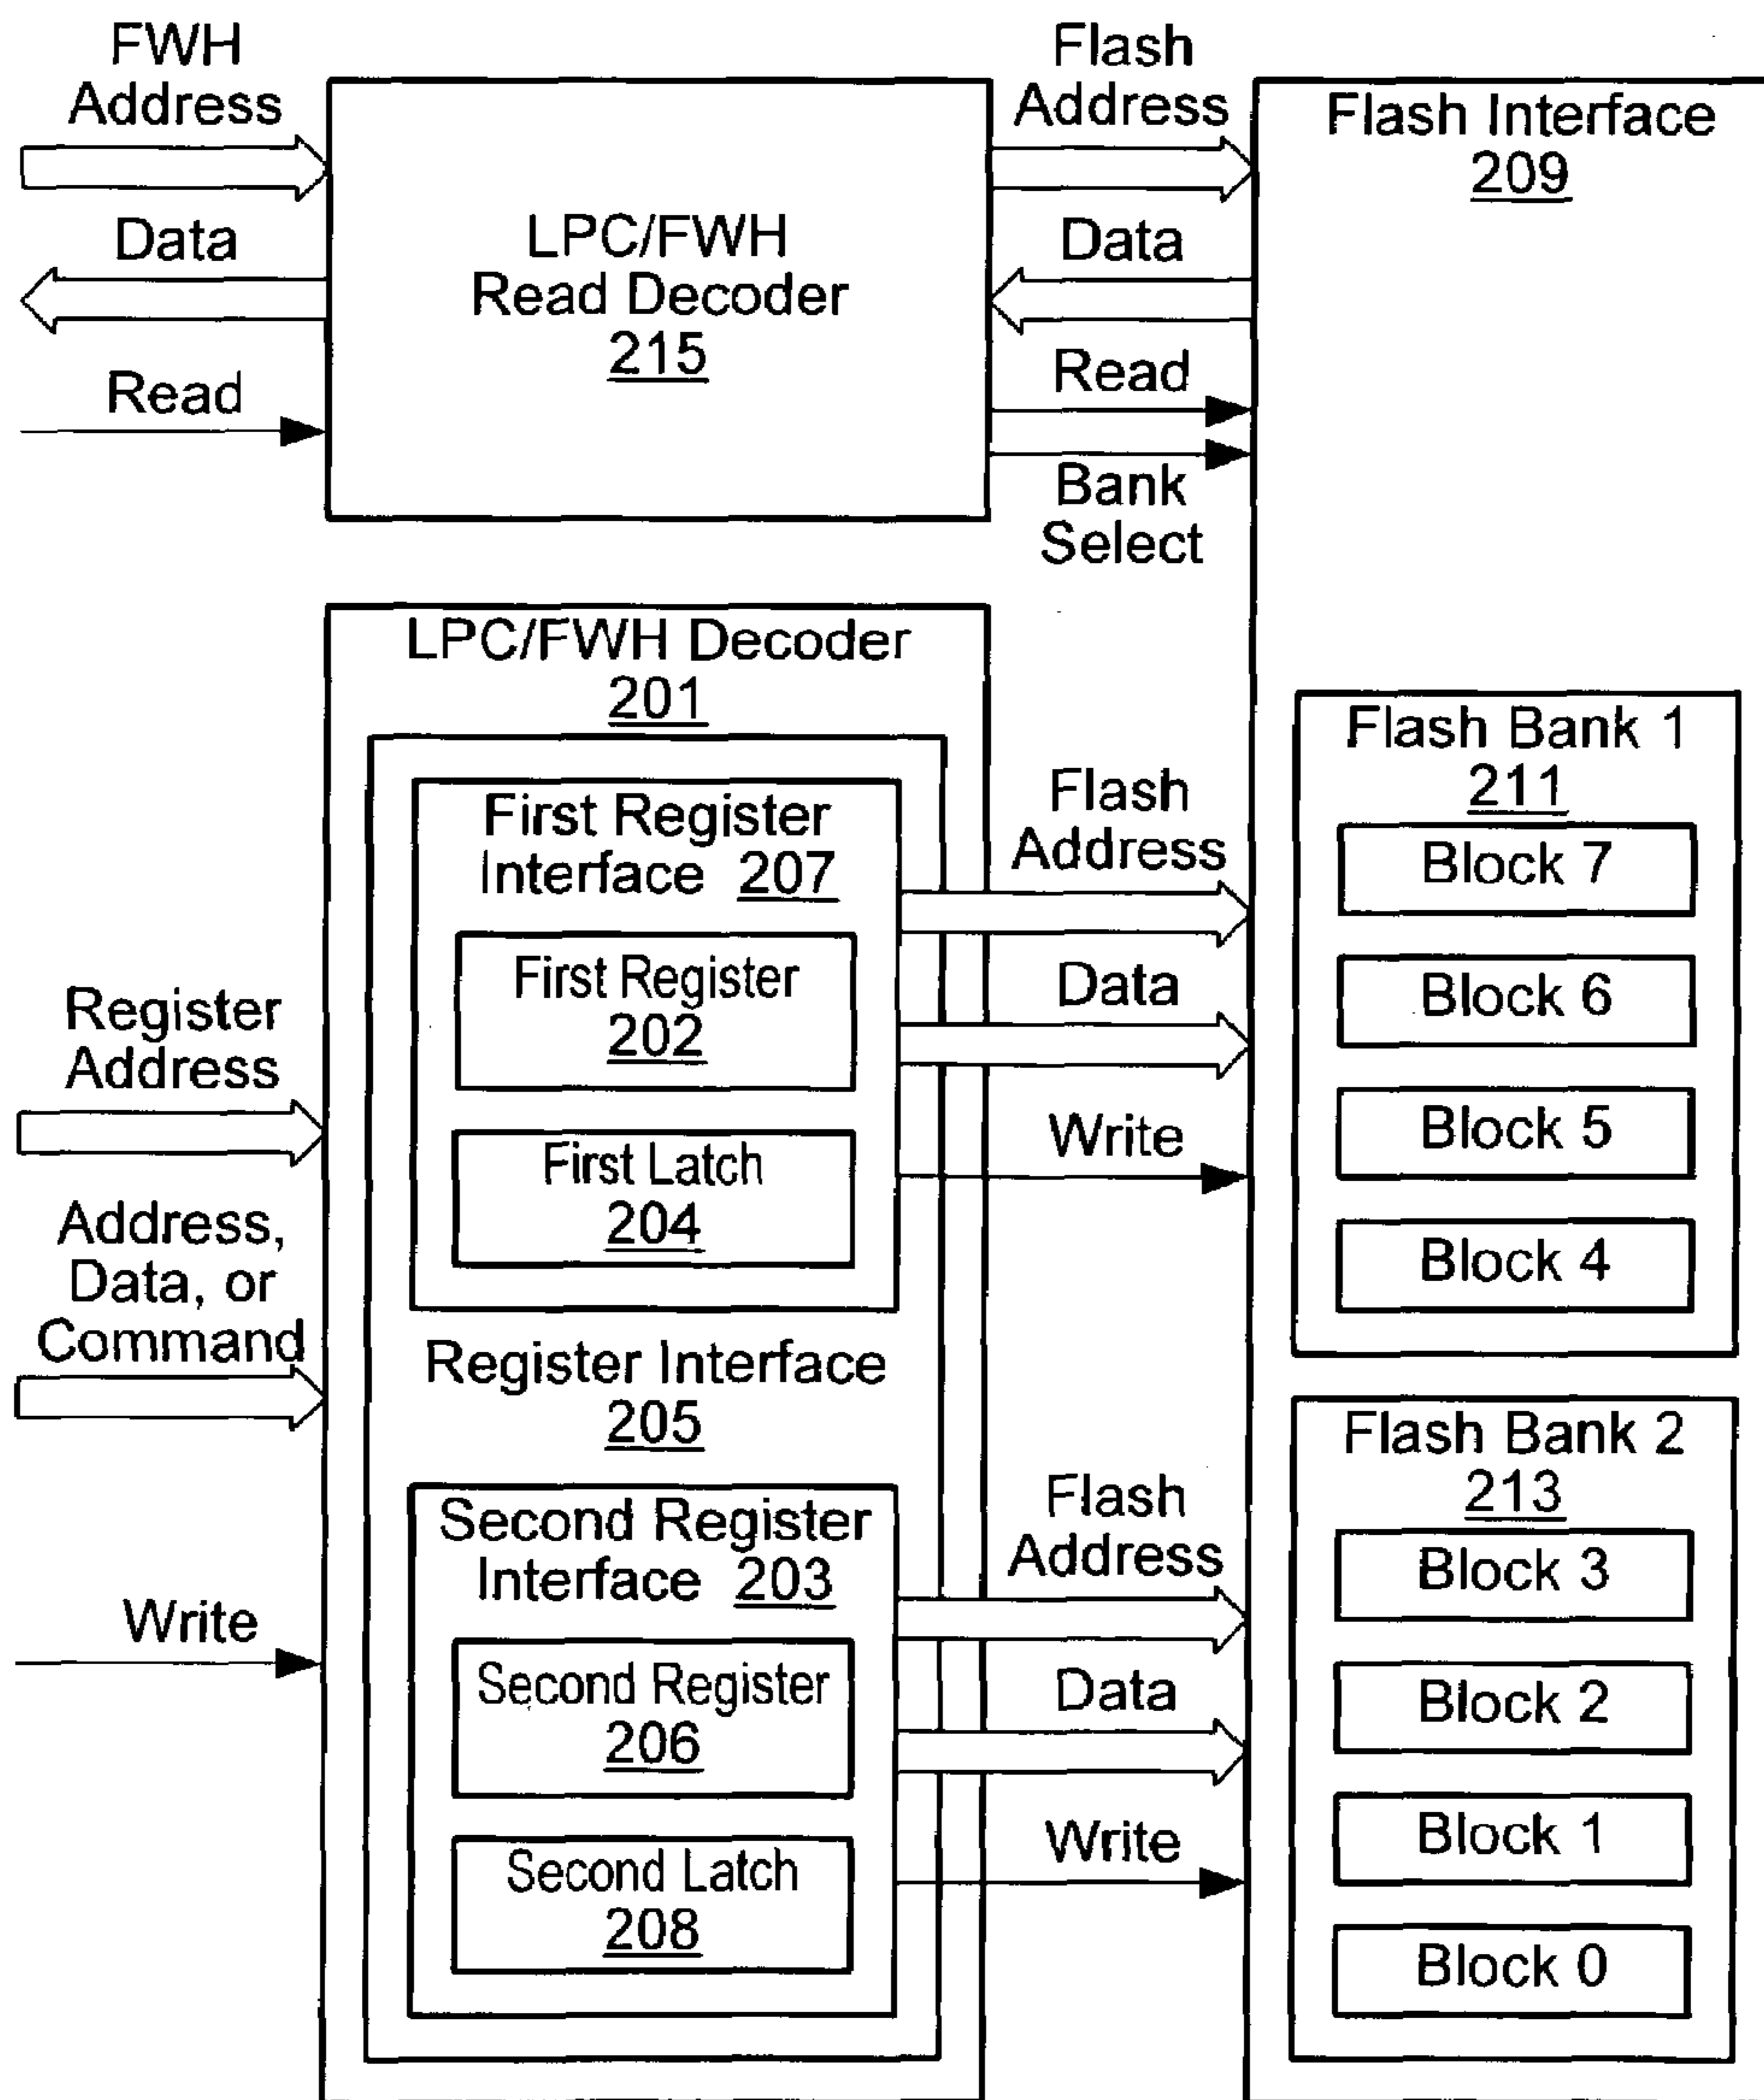 FWH
Address
Data
Read
LPC/FWH
Read Decoder
215
Flash
Address
Data
Read
Bank
Select
Flash Interface
209
LPC/FWH Decoder
201
First Register
Interface 207
First Register
202
First Latch
204
Register Interface
205
Second Register
Interface 203
Second Register
206
Second Latch
208
Register
Address
Address,
Data, or
Command
Write
Flash
Address
Data
Write
Flash
Address
Data
Write
Flash Bank 1
211
Block 7
Block 6
Block 5
Block 4
Flash Bank 2
213
Block 3
Block 2
Block 1
Block 0